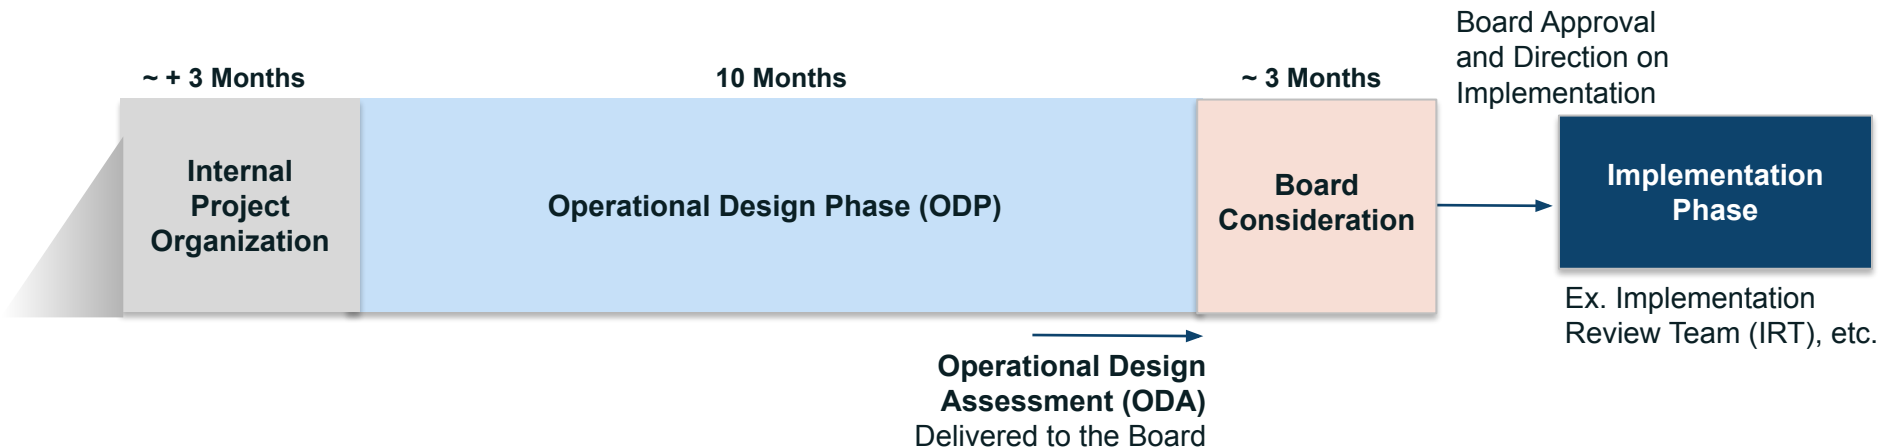 ~ + 3 Months
Internal
Project
Organization
10 Months
Operational Design Phase (ODP)
~ 3 Months
Board
Consideration
Board Approval
and Direction on
Implementation
Implementation
Phase
Ex. Implementation
Review Team (IRT), etc.
Operational Design
Assessment (ODA)
Delivered to the Board